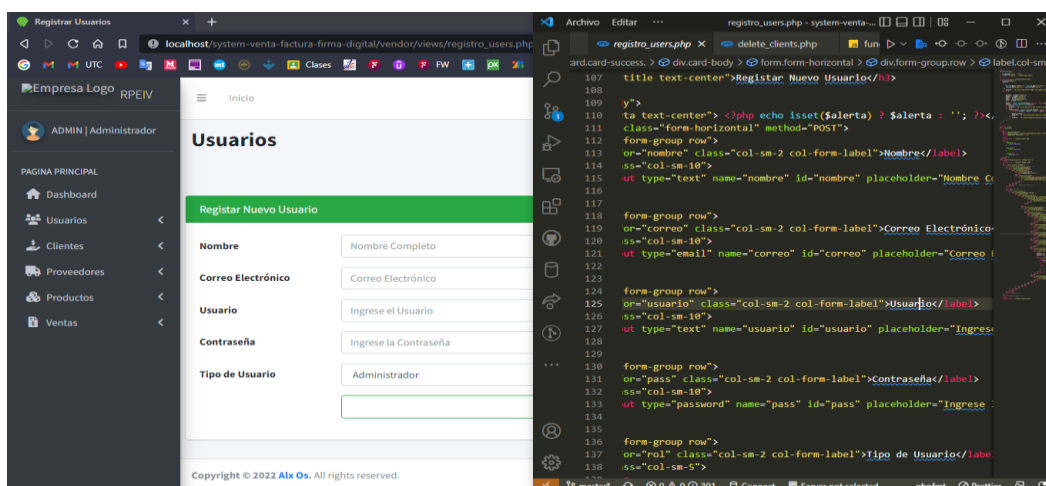 Registrar Usuarios
localhost/system-venta-factura-firma-digital/vendor/views/registro_users.php
M M UTC Clases FW
Empresa Logo RPEIV
Inicio
ADMIN | Administrador
Usuarios
PAGINA PRINCIPAL
Dashboard
Usuarios
Clientes
Proveedores
Productos
Ventas
Registar Nuevo Usuario
Nombre Nombre Completo
Correo Electrónico Correo Electrónico
Usuario Ingrese el Usuario
Contraseña Ingrese la Contraseña
Tipo de Usuario Administrador
Copyright © 2022 Alx Os. All rights reserved.
Archivo Editar ··· registro_users.php - system-venta-...
registro_users.php delete_clients.php fun
ard.card-success. > div.card-body > form.form-horizontal > div.form-group.row > label.col-sm
107 title text-center">Registar Nuevo Usuario</h3>
108
109 y">
110 ta text-center"> <?php echo isset($alerta) ? $alerta : ''; ?><
111 class="form-horizontal" method="POST">
112 form-group row">
113 or="nombre" class="col-sm-2 col-form-label">Nombre</label>
114 ss="col-sm-10">
115 ut type="text" name="nombre" id="nombre" placeholder="Nombre Co
116
117
118 form-group row">
119 or="correo" class="col-sm-2 col-form-label">Correo Electrónico
120 ss="col-sm-10">
121 ut type="email" name="correo" id="correo" placeholder="Correo
122
123
124 form-group row">
125 or="usuario" class="col-sm-2 col-form-label">Usuario</label>
126 ss="col-sm-10">
127 ut type="text" name="usuario" id="usuario" placeholder="Ingrese
128
129
130 form-group row">
131 or="pass" class="col-sm-2 col-form-label">Contraseña</label>
132 ss="col-sm-10">
133 ut type="password" name="pass" id="pass" placeholder="Ingrese
134
135
136 form-group row">
137 or="rol" class="col-sm-2 col-form-label">Tipo de Usuario</labe
138 ss="col-sm-5">